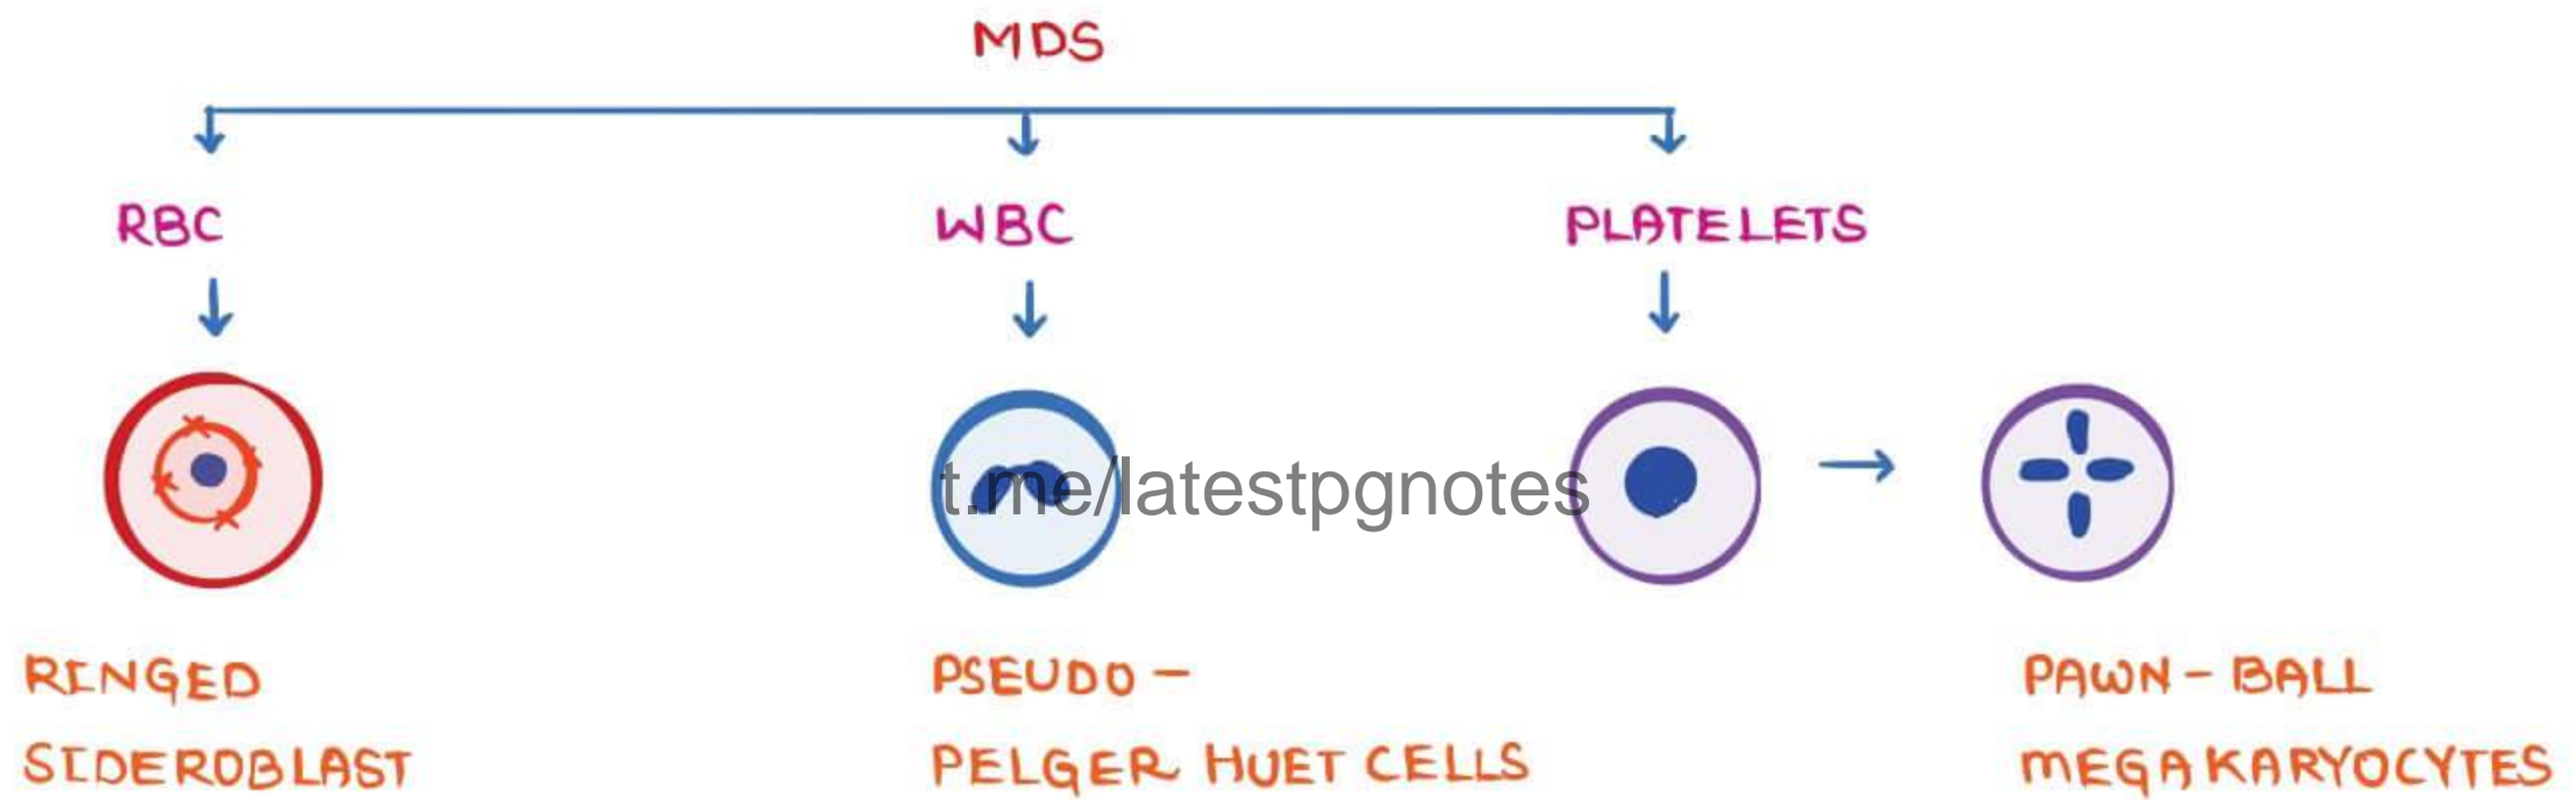 MDS
RBC
WBC
PLATELETS
t.me/latestpgnotes
RINGED
SIDEROBLAST
PSEUDO -
PELGER HUET CELLS
PAWN - BALL
MEGAKARYOCYTES